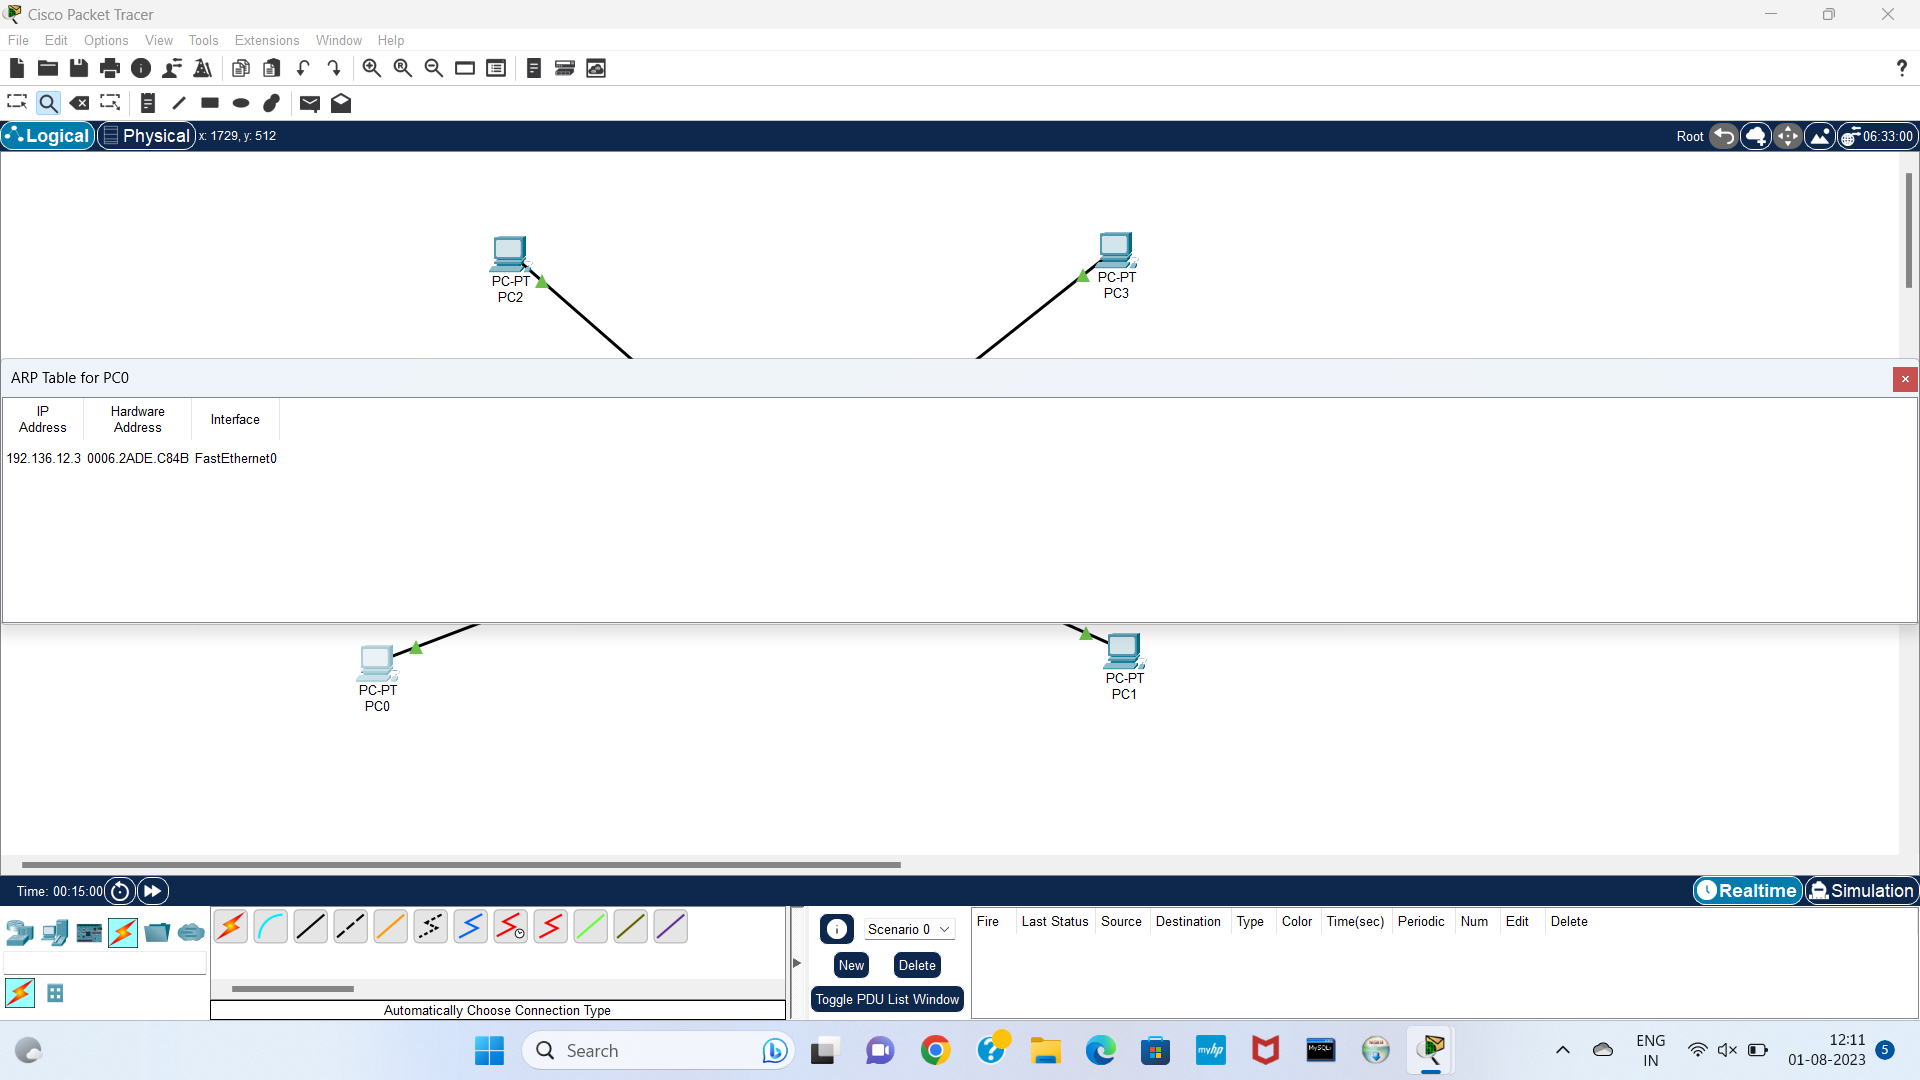 Cisco Packet Tracer
File Edit Options View Tools Extensions Window Help
?
Logical Physical x: 1729, y: 512 Root 06:33:00
PC-PT
PC2
PC-PT
PC3
ARP Table for PC0
IP Address Hardware Address Interface
192.136.12.3 0006.2ADE.C84B FastEthernet0
PC-PT
PC0
PC-PT
PC1
Time: 00:15:00 Realtime Simulation
Fire Last Status Source Destination Type Color Time(sec) Periodic Num Edit Delete
Scenario 0
New Delete
Toggle PDU List Window
Automatically Choose Connection Type
Search
myhp
MySQL
ENG
IN
12:11
01-08-2023
5